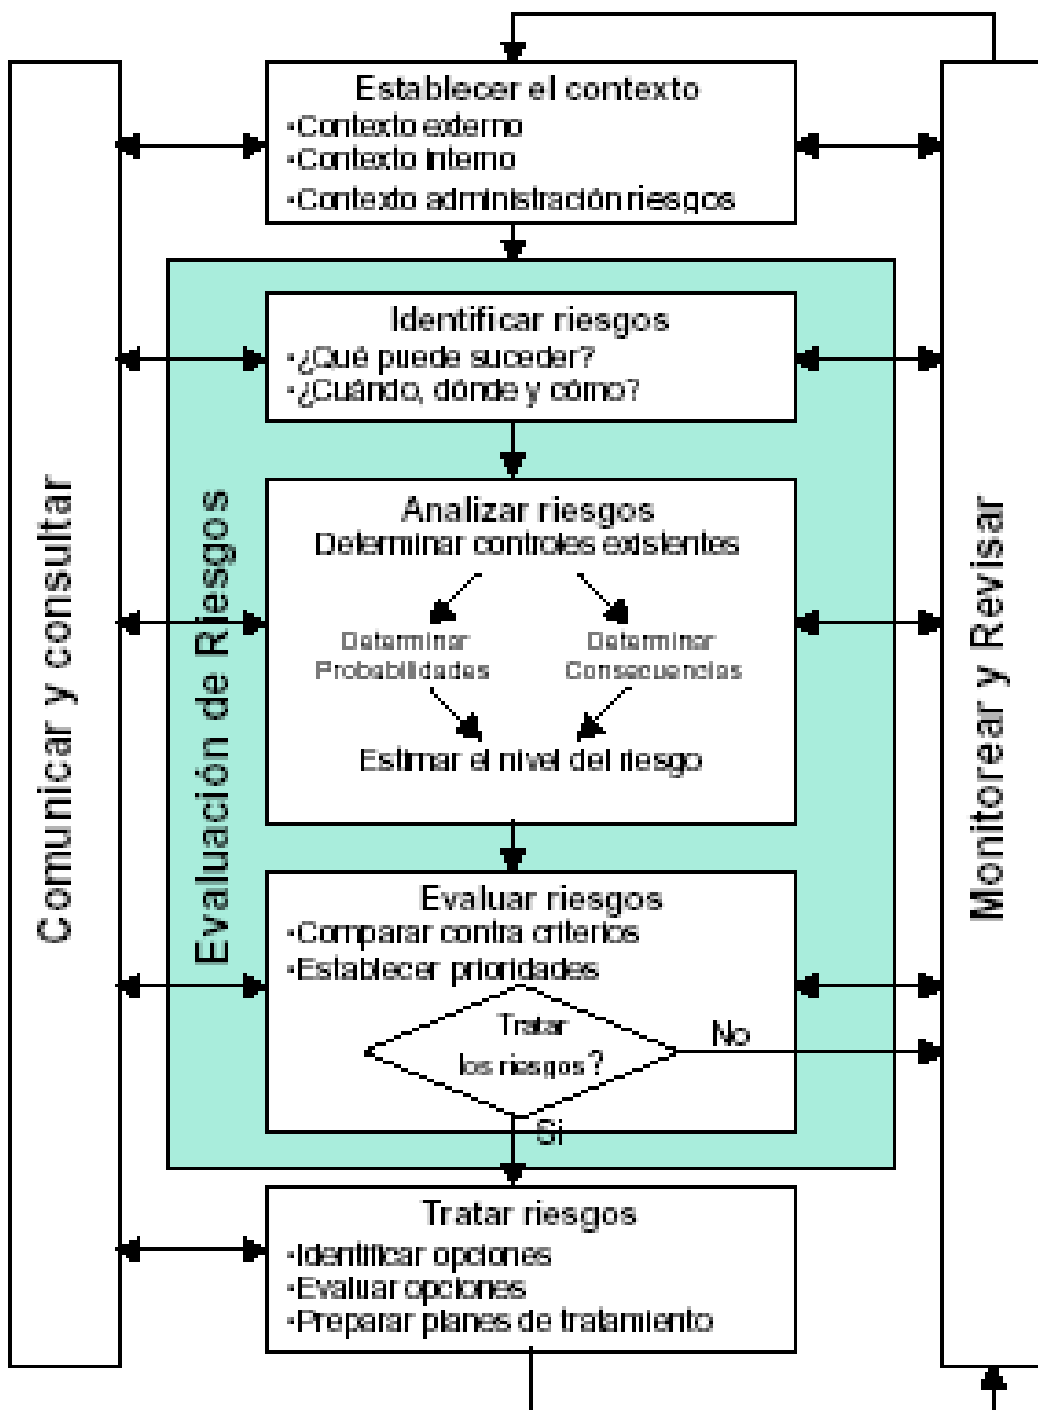 Establecer el contexto
•Contexto externo
•Contexto interno
•Contexto administración riesgos
Identificar riesgos
•¿Qué puede suceder?
•¿Cuándo, dónde y cómo?
Analizar riesgos
Determinar controles existentes
Determinar
Probabilidades
Determinar
Consecuencias
Estimar el nivel del riesgo
Evaluar riesgos
•Comparar contra criterios
•Establecer prioridades
Tratar
los riesgos?
No
Si
Tratar riesgos
•Identificar opciones
•Evaluar opciones
•Preparar planes de tratamiento
Comunicar y consultar
Evaluación de Riesgos
Monitorear y Revisar